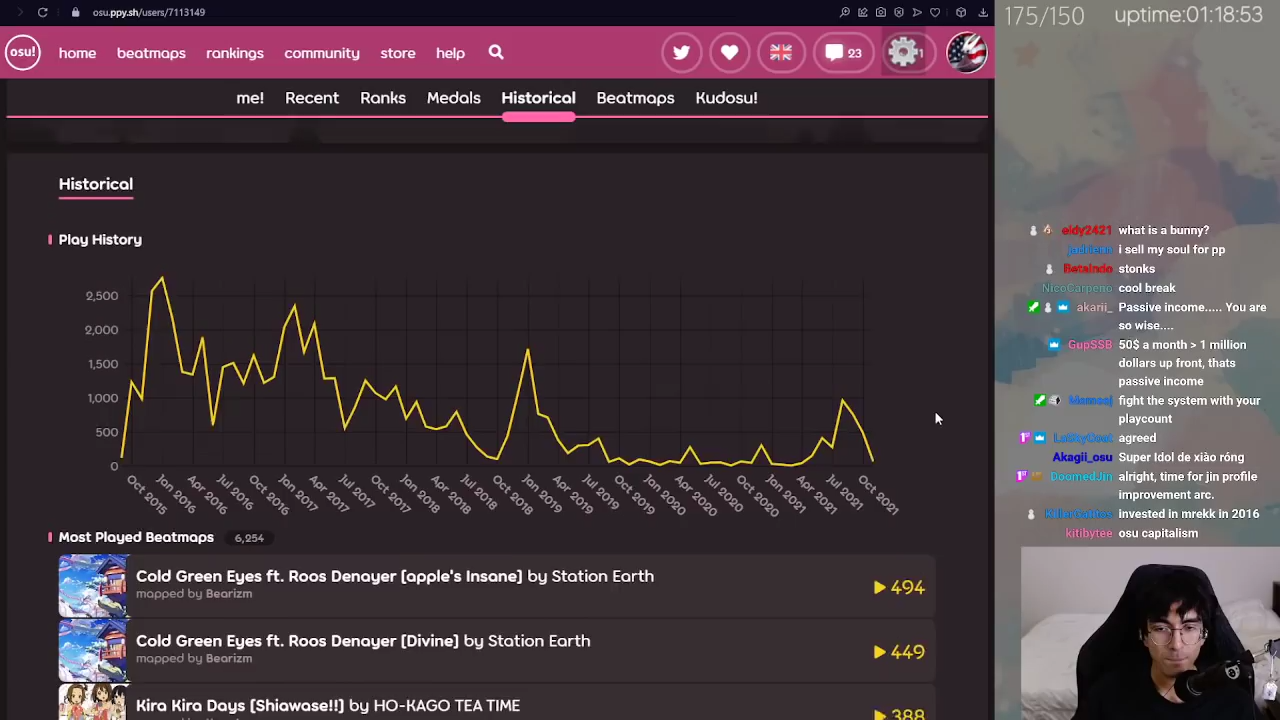 osu.ppy.sh/users/7113149
175/150
uptime:01:18:53
osu!
home
beatmaps
rankings
community
store
help
23
1
me!
Recent
Ranks
Medals
Historical
Beatmaps
Kudosu!
Historical
Play History
2,500
2,000
1,500
1,000
500
0
Oct 2015
Jan 2016
Apr 2016
Jul 2016
Oct 2016
Jan 2017
Apr 2017
Jul 2017
Oct 2017
Jan 2018
Apr 2018
Jul 2018
Oct 2018
Jan 2019
Apr 2019
Jul 2019
Oct 2019
Jan 2020
Apr 2020
Jul 2020
Oct 2020
Jan 2021
Apr 2021
Jul 2021
Oct 2021
Most Played Beatmaps 6,254
Cold Green Eyes ft. Roos Denayer [apple's Insane] by Station Earth
mapped by Bearizm
494
Cold Green Eyes ft. Roos Denayer [Divine] by Station Earth
mapped by Bearizm
449
Kira Kira Days [Shiawase!!] by HO-KAGO TEA TIME
388
eldy2421 what is a bunny?
i sell my soul for pp
BetaIndo stonks
NicoCarpeno cool break
akarii_ Passive income..... You are
so wise....
GupSSB 50$ a month > 1 million
dollars up front, thats
passive income
fight the system with your
playcount
agreed
Akagii_osu Super Idol de xiào róng
DoomedJin alright, time for jin profile
improvement arc.
invested in mrekk in 2016
kitibytee osu capitalism